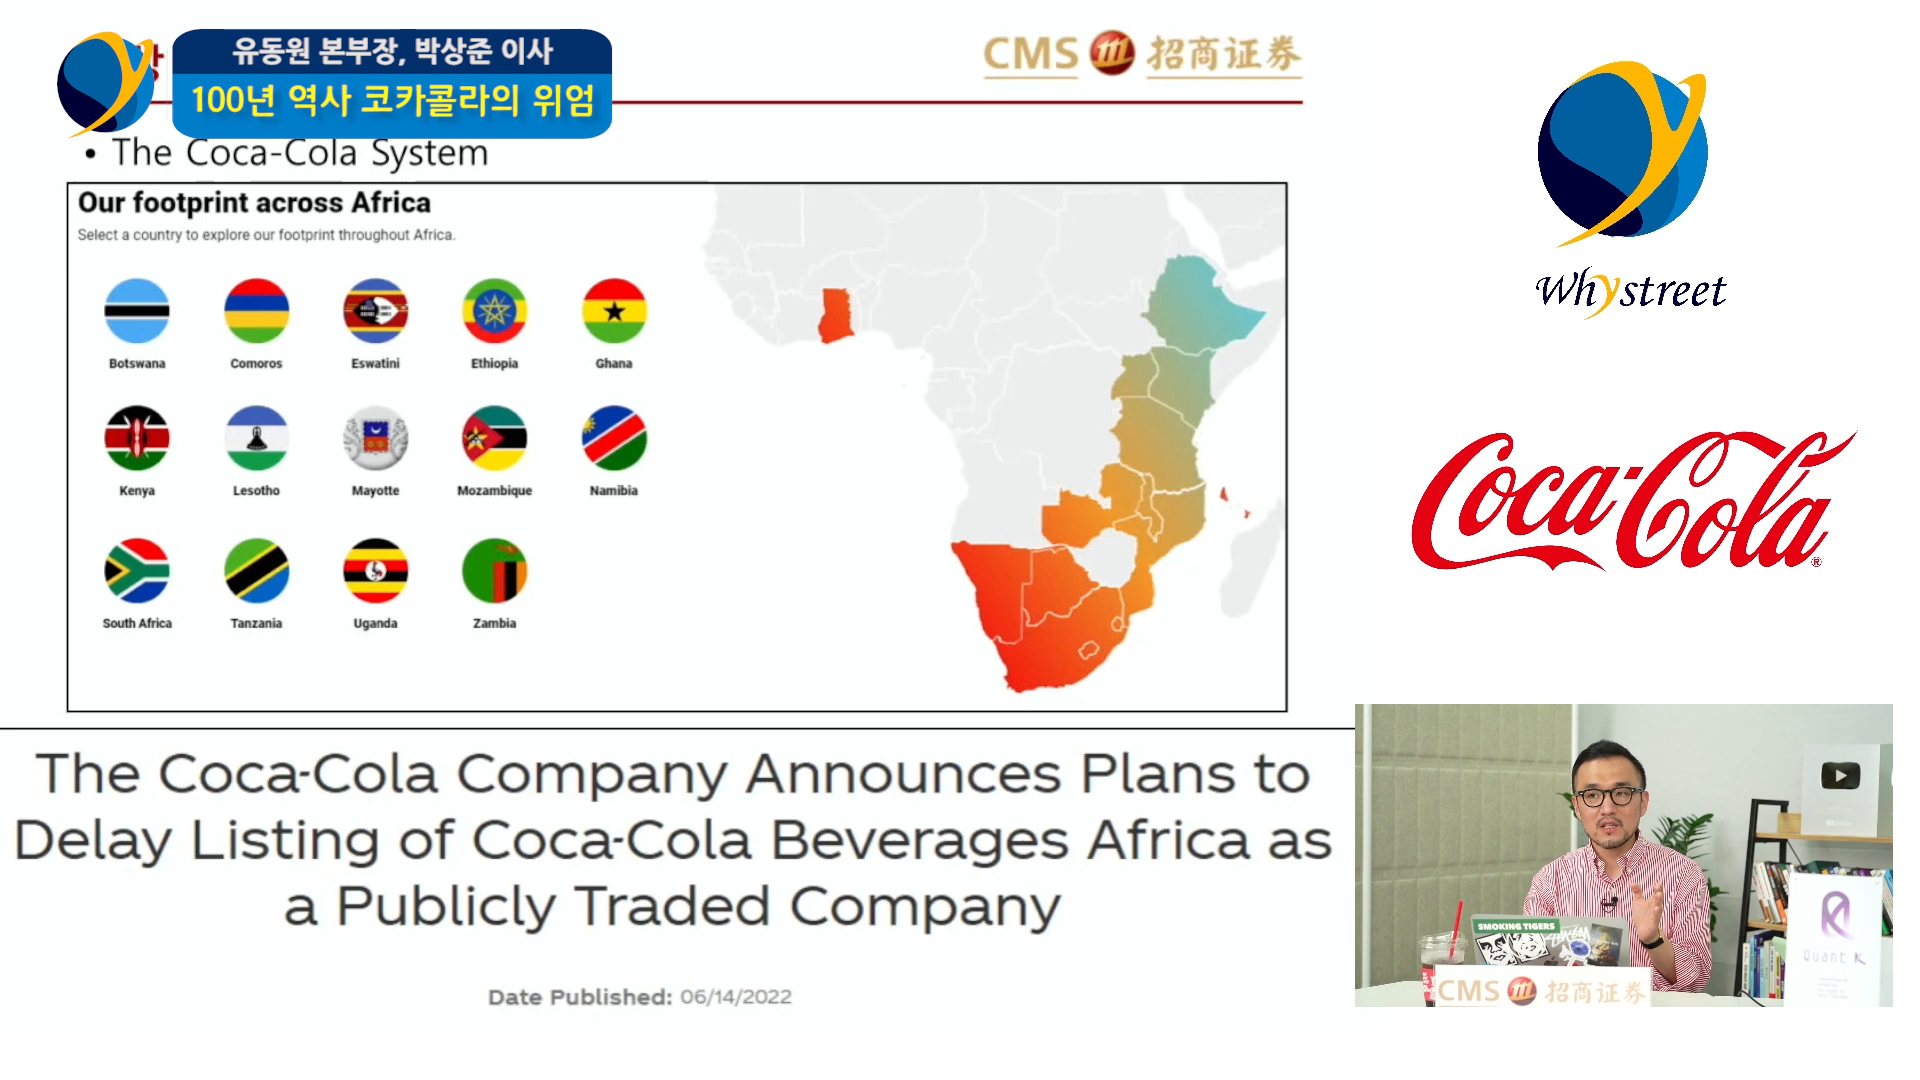 유동원 본부장, 박상준 이사
100년 역사 코카콜라의 위엄
CMS 招商证券
• The Coca-Cola System
Our footprint across Africa
Select a country to explore our footprint throughout Africa.
Botswana
Comoros
Eswatini
Ethiopia
Ghana
Kenya
Lesotho
Mayotte
Mozambique
Namibia
South Africa
Tanzania
Uganda
Zambia
The Coca-Cola Company Announces Plans to
Delay Listing of Coca-Cola Beverages Africa as
a Publicly Traded Company
Date Published: 06/14/2022
Whystreet
Coca-Cola®
SMOKING TIGERS
Quant K
CMS 招商证券